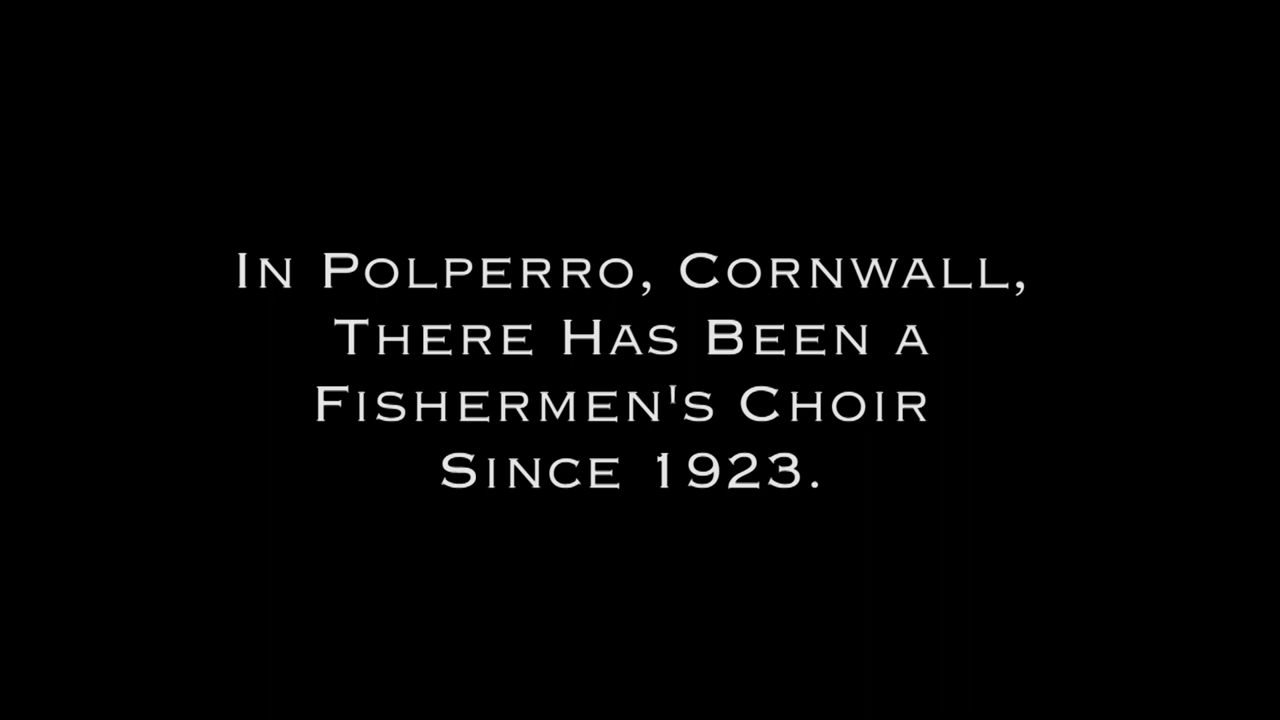 In Polperro, Cornwall,
There Has Been a
Fishermen's Choir
Since 1923.